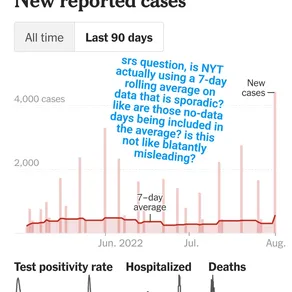 New reported cases
All time
Last 90 days
srs question, is NYT
actually using a 7-day
rolling average on
data that is sporadic?
like are those no-data
days being included in
the average? is this
not like blatantly
misleading?
New
cases
4,000 cases
2,000
7–day
average
Jun. 2022
Jul.
Aug.
Test positivity rate
Hospitalized
Deaths